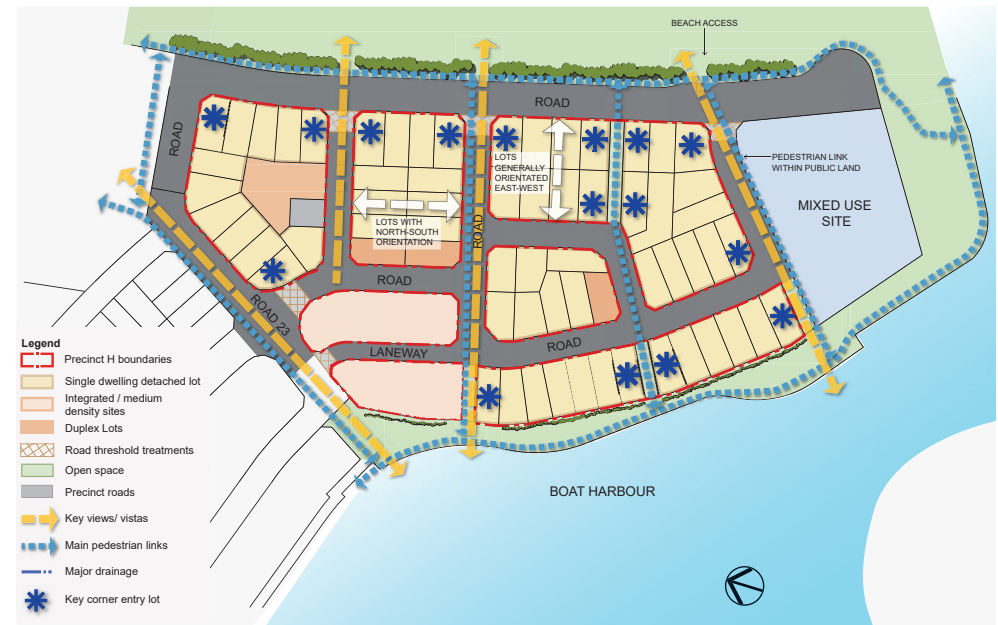 BEACH ACCESS
ROAD
ROAD
PEDESTRIAN LINK
WITHIN PUBLIC LAND
LOTS
GENERALLY
ORIENTATED
EAST-WEST
MIXED USE
SITE
LOTS WITH
NORTH-SOUTH
ORIENTATION
ROAD
ROAD
ROAD 23
LANEWAY
ROAD
BOAT HARBOUR
Legend
Precinct H boundaries
Single dwelling detached lot
Integrated / medium
density sites
Duplex Lots
Road threshold treatments
Open space
Precinct roads
Key views/ vistas
Main pedestrian links
Major drainage
Key corner entry lot